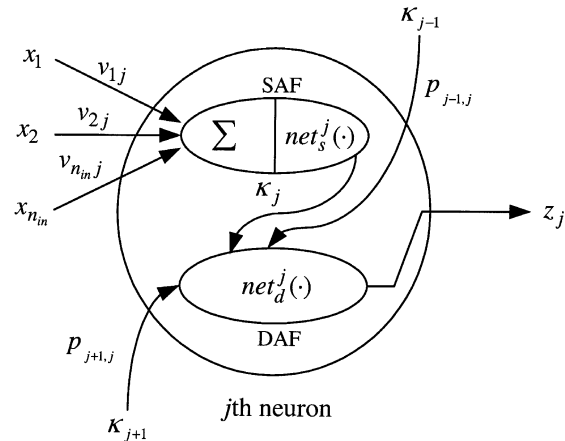 κ_{j−1}
x_1
v_{1j}
SAF
p_{j−1,j}
x_2
v_{2j}
Σ
net_s^j(·)
v_{n_{in}j}
x_{n_{in}}
κ_j
z_j
net_d^j(·)
p_{j+1,j}
DAF
κ_{j+1}
jth neuron